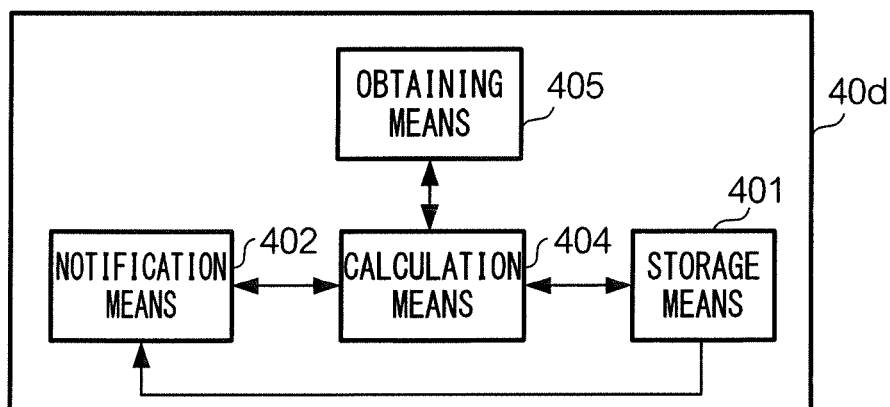 OBTAINING
MEANS
405
40d
401
NOTIFICATION
MEANS
402
CALCULATION
MEANS
404
STORAGE
MEANS